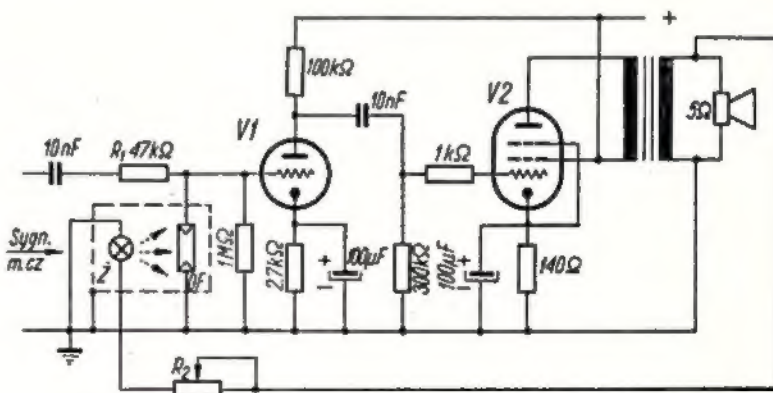 +
100kΩ
10nF
V1
V2
10nF
R₁ 47kΩ
1kΩ
5Ω
Sygn.
m.cz
Ż
OF
1MΩ
2.7kΩ
+
100µF
-
300kΩ
+
100µF
-
140Ω
R₂